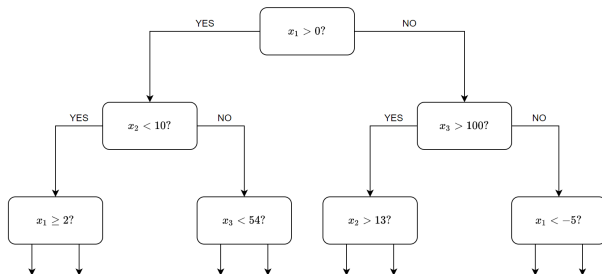 YES
NO
x₁ > 0?
YES
NO
x₂ < 10?
YES
NO
x₃ > 100?
x₁ ≥ 2?
x₃ < 54?
x₂ > 13?
x₁ < −5?